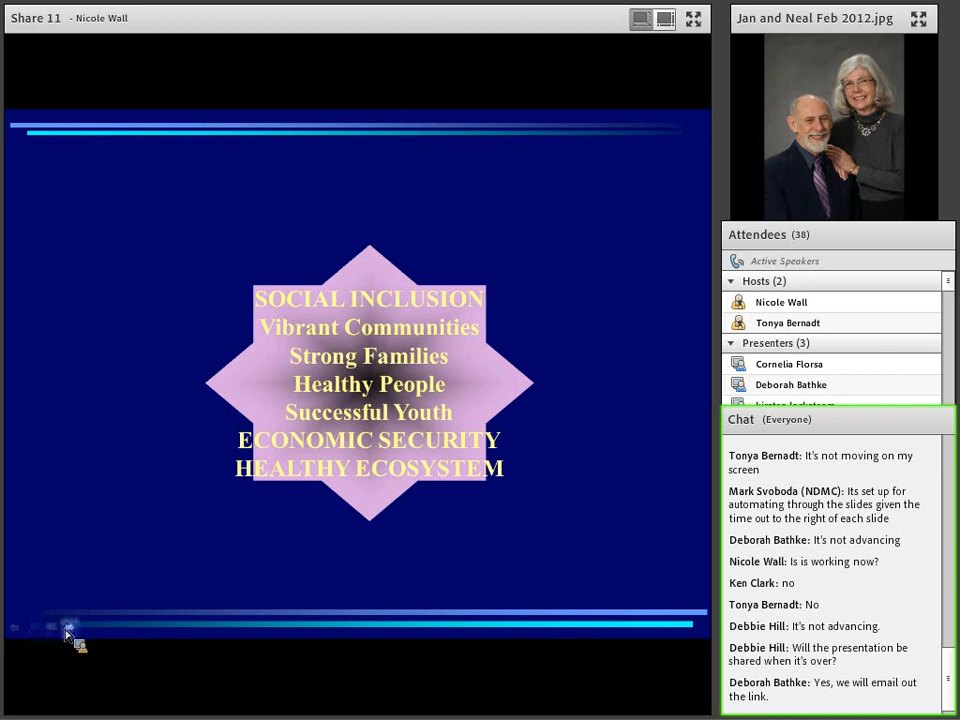 Share 11 - Nicole Wall
Jan and Neal Feb 2012.jpg
SOCIAL INCLUSION
Vibrant Communities
Strong Families
Healthy People
Successful Youth
ECONOMIC SECURITY
HEALTHY ECOSYSTEM
Attendees (38)
Active Speakers
Hosts (2)
Nicole Wall
Tonya Bernadt
Presenters (3)
Cornelia Florsa
Deborah Bathke
Chat (Everyone)
Tonya Bernadt: It's not moving on my
screen
Mark Svoboda (NDMC): Its set up for
automating through the slides given the
time out to the right of each slide
Deborah Bathke: It's not advancing
Nicole Wall: Is is working now?
Ken Clark: no
Tonya Bernadt: No
Debbie Hill: It's not advancing.
Debbie Hill: Will the presentation be
shared when it's over?
Deborah Bathke: Yes, we will email out
the link.